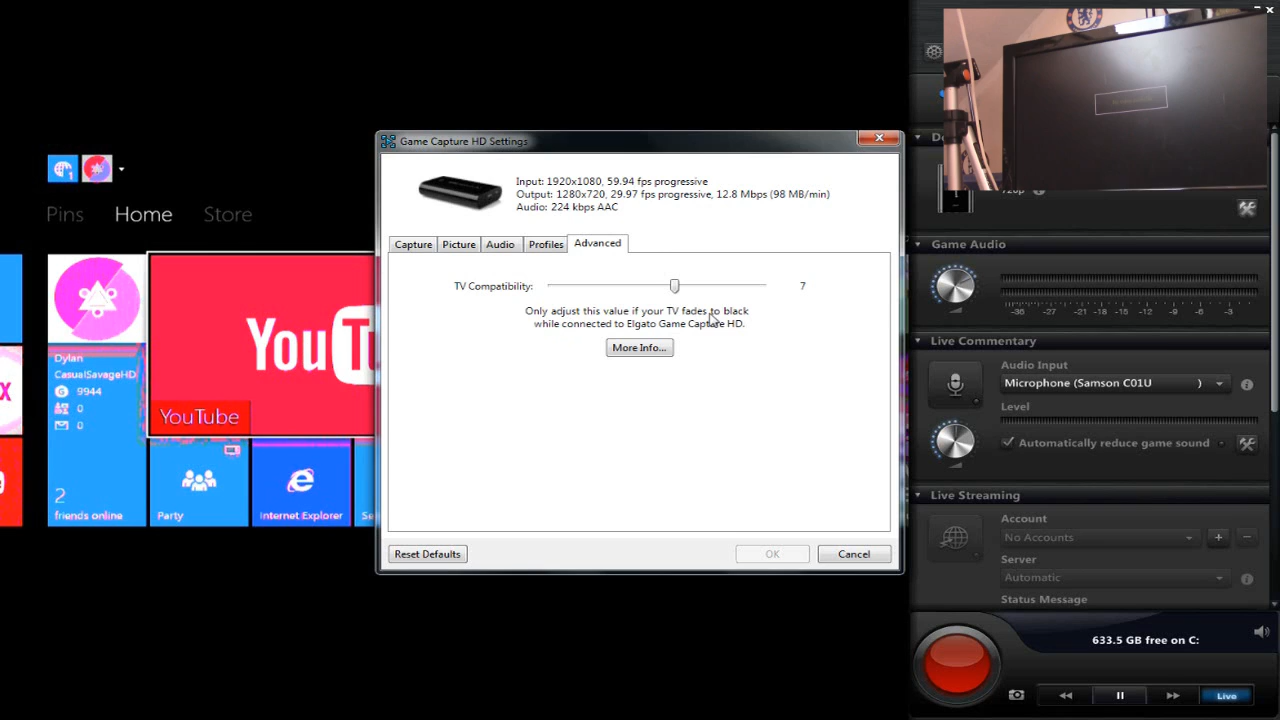 Pins Home Store
YouTube
YouTube
Dylan
CasualSavageHD
9944
0
0
2
friends online
Party
Internet Explorer
Game Capture HD Settings
Input: 1920x1080, 59.94 fps progressive
Output: 1280x720, 29.97 fps progressive, 12.8 Mbps (98 MB/min)
Audio: 224 kbps AAC
Capture Picture Audio Profiles Advanced
TV Compatibility: 7
Only adjust this value if your TV fades to black
while connected to Elgato Game Capture HD.
More Info...
Reset Defaults OK Cancel
720p
Game Audio
-36 -27 -21 -18 -15 -12 -9 -6 -3
Live Commentary
Audio Input
Microphone (Samson C01U )
Level
Automatically reduce game sound
Live Streaming
Account
No Accounts
Server
Automatic
Status Message
633.5 GB free on C:
Live